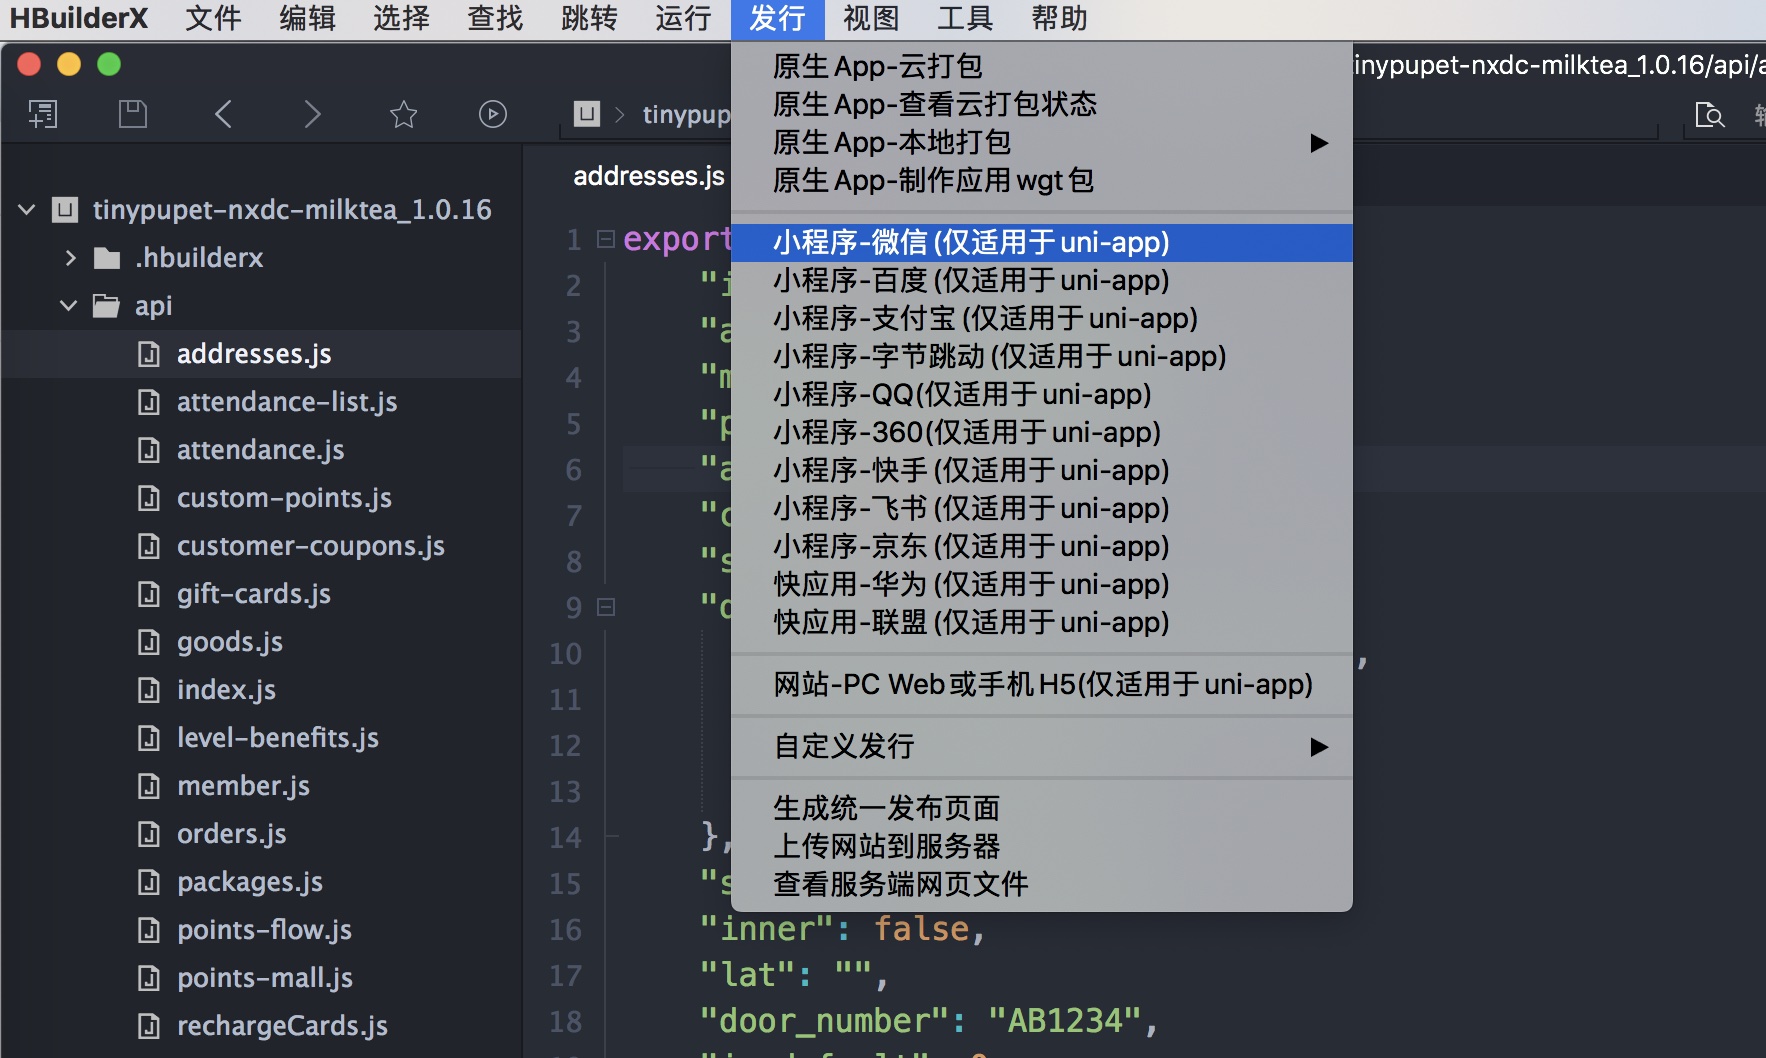 HBuilderX 文件 编辑 选择 查找 跳转 运行 发行 视图 工具 帮助
原生App-云打包
原生App-查看云打包状态
原生App-本地打包
原生App-制作应用wgt包
小程序-微信(仅适用于uni-app)
小程序-百度(仅适用于uni-app)
小程序-支付宝(仅适用于uni-app)
小程序-字节跳动(仅适用于uni-app)
小程序-QQ(仅适用于uni-app)
小程序-360(仅适用于uni-app)
小程序-快手(仅适用于uni-app)
小程序-飞书(仅适用于uni-app)
小程序-京东(仅适用于uni-app)
快应用-华为(仅适用于uni-app)
快应用-联盟(仅适用于uni-app)
网站-PC Web或手机H5(仅适用于uni-app)
自定义发行
生成统一发布页面
上传网站到服务器
查看服务端网页文件
tinypupet-nxdc-milktea_1.0.16/api/a
tinypup
tinypupet-nxdc-milktea_1.0.16
.hbuilderx
api
addresses.js
attendance-list.js
attendance.js
custom-points.js
customer-coupons.js
gift-cards.js
goods.js
index.js
level-benefits.js
member.js
orders.js
packages.js
points-flow.js
points-mall.js
rechargeCards.js
addresses.js
1 export
2 "i
3 "a
4 "m
5 "p
6 "a
7 "c
8 "s
9 "d
10 ,
11
12
13
14 },
15 "s
16 "inner": false,
17 "lat": "",
18 "door_number": "AB1234",